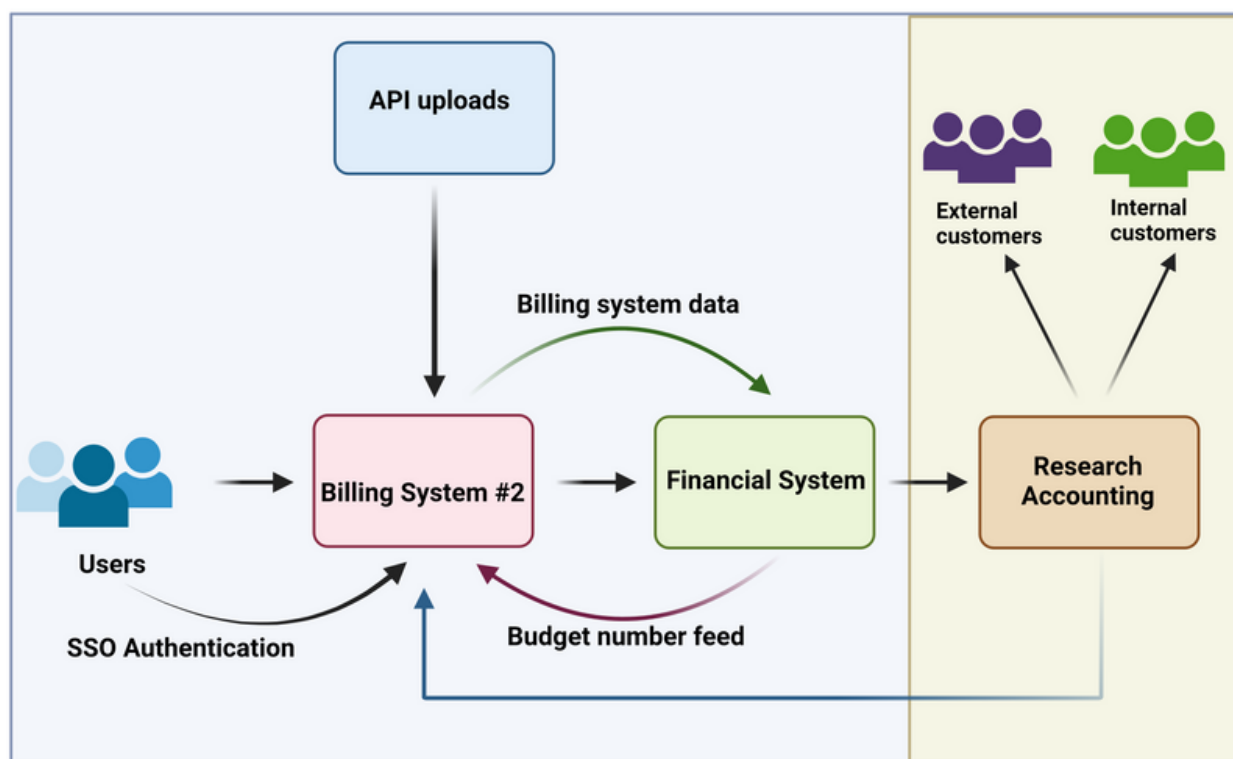 API uploads
External
customers
Internal
customers
Billing system data
Users
Billing System #2
Financial System
Research
Accounting
SSO Authentication
Budget number feed